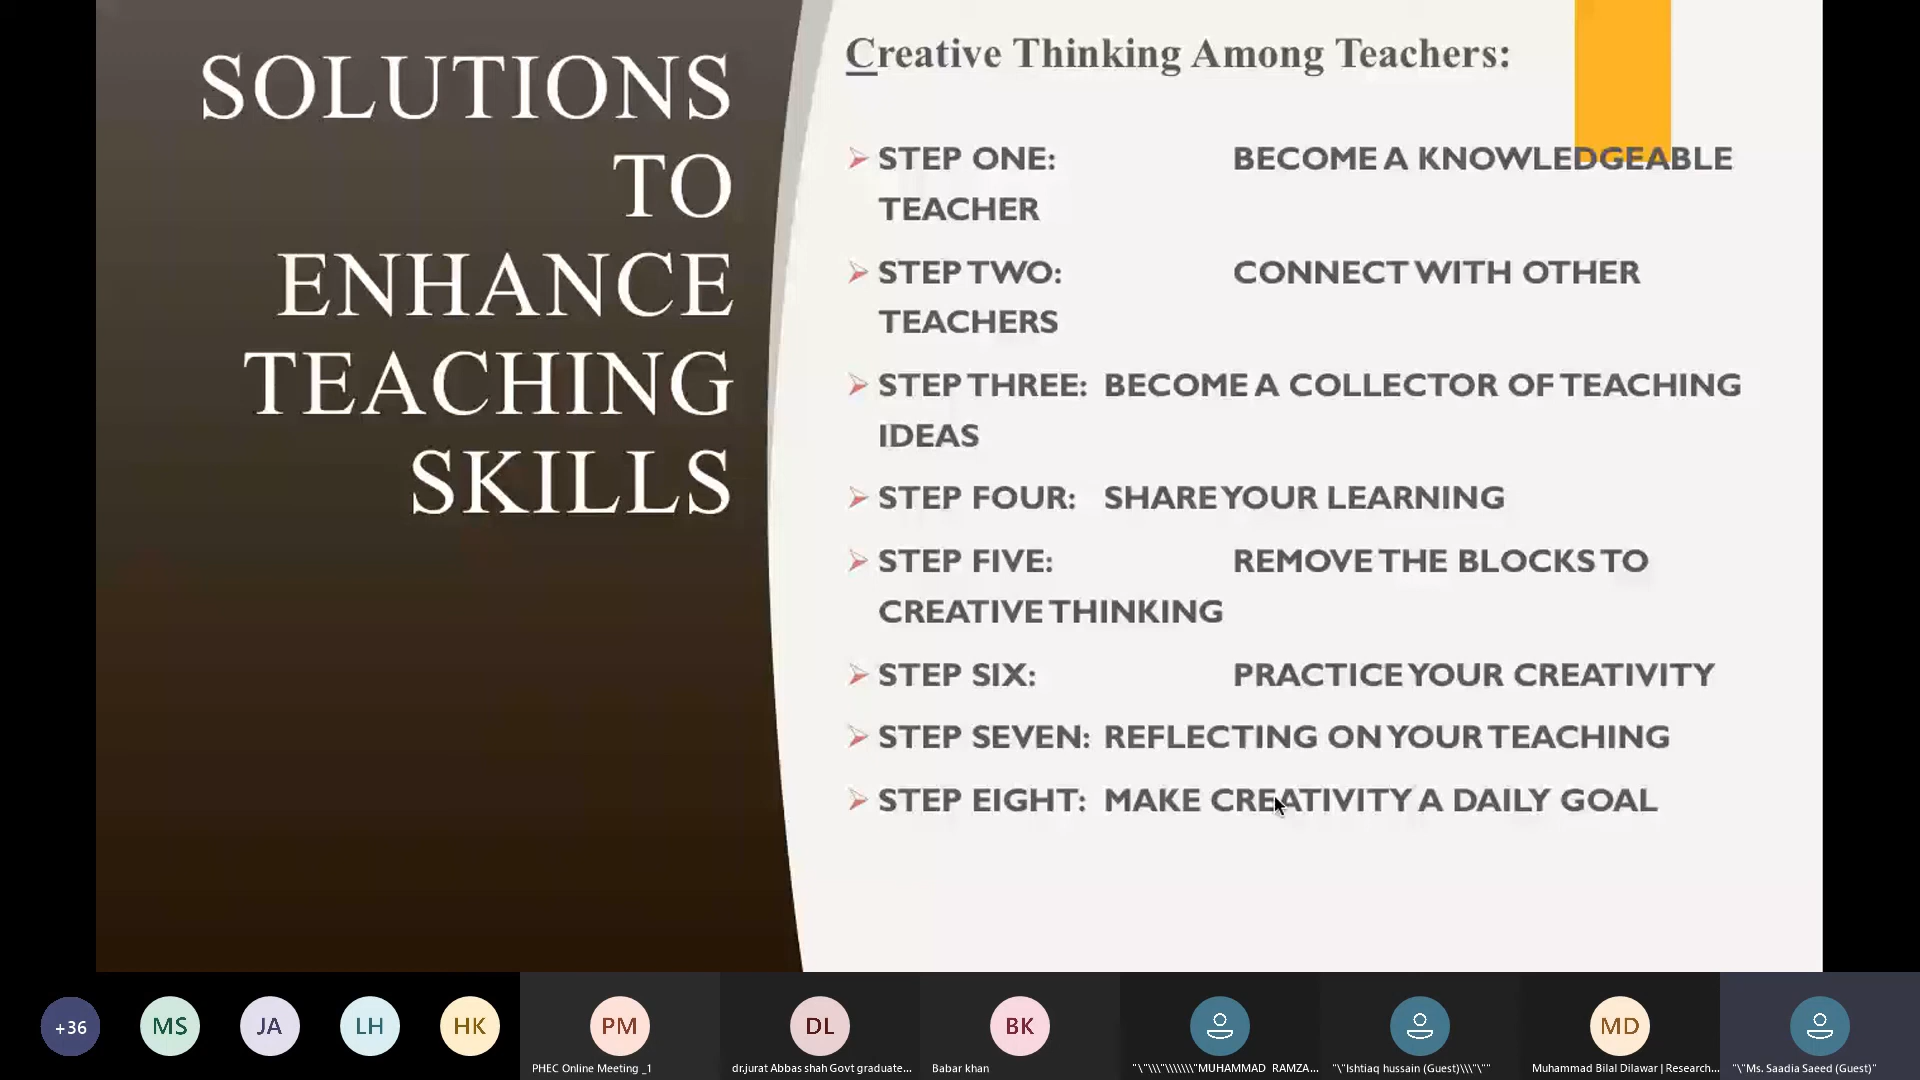 SOLUTIONS
TO
ENHANCE
TEACHING
SKILLS
Creative Thinking Among Teachers:
STEP ONE: BECOME A KNOWLEDGEABLE
TEACHER
STEP TWO: CONNECT WITH OTHER
TEACHERS
STEP THREE: BECOME A COLLECTOR OF TEACHING
IDEAS
STEP FOUR: SHARE YOUR LEARNING
STEP FIVE: REMOVE THE BLOCKS TO
CREATIVE THINKING
STEP SIX: PRACTICE YOUR CREATIVITY
STEP SEVEN: REFLECTING ON YOUR TEACHING
STEP EIGHT: MAKE CREATIVITY A DAILY GOAL
+36 MS JA LH HK PM DL BK MD
PHEC Online Meeting _1 dr.jurat Abbas shah Govt graduate... Babar khan "\"\\\"\\\\\\\"MUHAMMAD RAMZA... "\"Ishtiaq hussain (Guest)\\\"\"" Muhammad Bilal Dilawar | Research... "\"Ms. Saadia Saeed (Guest)"